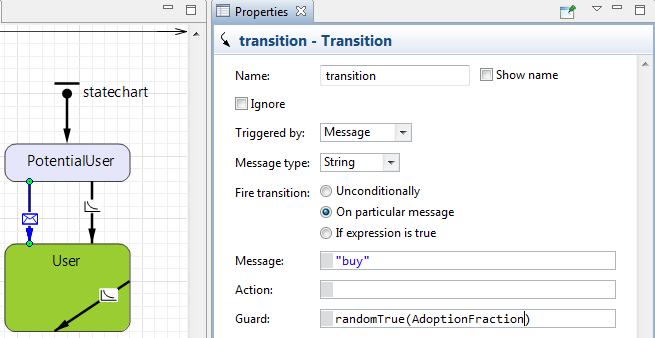 Properties
transition - Transition
Name: transition Show name
Ignore
Triggered by: Message
Message type: String
Fire transition: Unconditionally
On particular message
If expression is true
Message: "buy"
Action:
Guard: randomTrue(AdoptionFraction)
statechart
PotentialUser
User